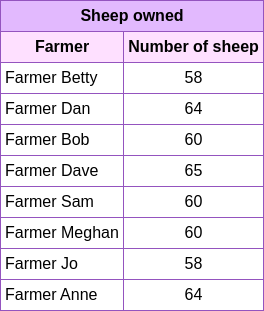 Sheep owned
Farmer Number of sheep
Farmer Betty 58
Farmer Dan 64
Farmer Bob 60
Farmer Dave 65
Farmer Sam 60
Farmer Meghan 60
Farmer Jo 58
Farmer Anne 64